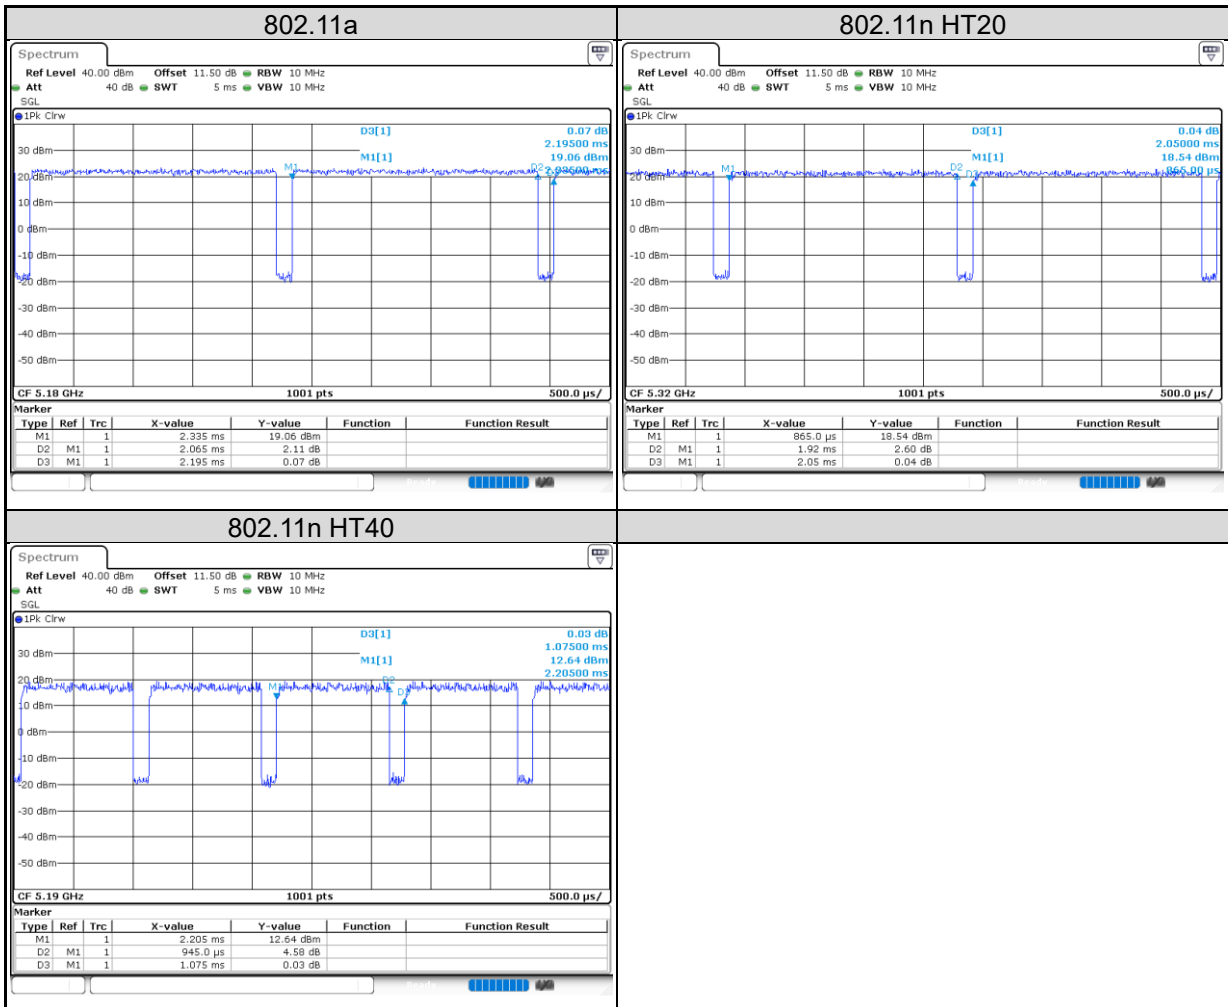 802.11a
Spectrum
Ref Level 40.00 dBm Offset 11.50 dB RBW 10 MHz
Att 40 dB SWT 5 ms VBW 10 MHz
SGL
1Pk Clrw
D3[1] 0.07 dB
2.19500 ms
M1[1] 19.06 dBm
M1
D2
30 dBm
20 dBm
10 dBm
0 dBm
-10 dBm
-20 dBm
-30 dBm
-40 dBm
-50 dBm
CF 5.18 GHz 1001 pts 500.0 µs/
Marker
Type Ref Trc X-value Y-value Function Function Result
M1 1 2.335 ms 19.06 dBm
D2 M1 1 2.065 ms 2.11 dB
D3 M1 1 2.195 ms 0.07 dB
802.11n HT20
Spectrum
Ref Level 40.00 dBm Offset 11.50 dB RBW 10 MHz
Att 40 dB SWT 5 ms VBW 10 MHz
SGL
1Pk Clrw
D3[1] 0.04 dB
2.05000 ms
M1[1] 18.54 dBm
865.00 µs
M1
D2
D3
30 dBm
20 dBm
10 dBm
0 dBm
-10 dBm
-20 dBm
-30 dBm
-40 dBm
-50 dBm
CF 5.32 GHz 1001 pts 500.0 µs/
Marker
Type Ref Trc X-value Y-value Function Function Result
M1 1 865.0 µs 18.54 dBm
D2 M1 1 1.92 ms 2.60 dB
D3 M1 1 2.05 ms 0.04 dB
802.11n HT40
Spectrum
Ref Level 40.00 dBm Offset 11.50 dB RBW 10 MHz
Att 40 dB SWT 5 ms VBW 10 MHz
SGL
1Pk Clrw
D3[1] 0.03 dB
1.07500 ms
M1[1] 12.64 dBm
2.20500 ms
M1
D2
D3
30 dBm
20 dBm
10 dBm
0 dBm
-10 dBm
-20 dBm
-30 dBm
-40 dBm
-50 dBm
CF 5.19 GHz 1001 pts 500.0 µs/
Marker
Type Ref Trc X-value Y-value Function Function Result
M1 1 2.205 ms 12.64 dBm
D2 M1 1 945.0 µs 4.58 dB
D3 M1 1 1.075 ms 0.03 dB